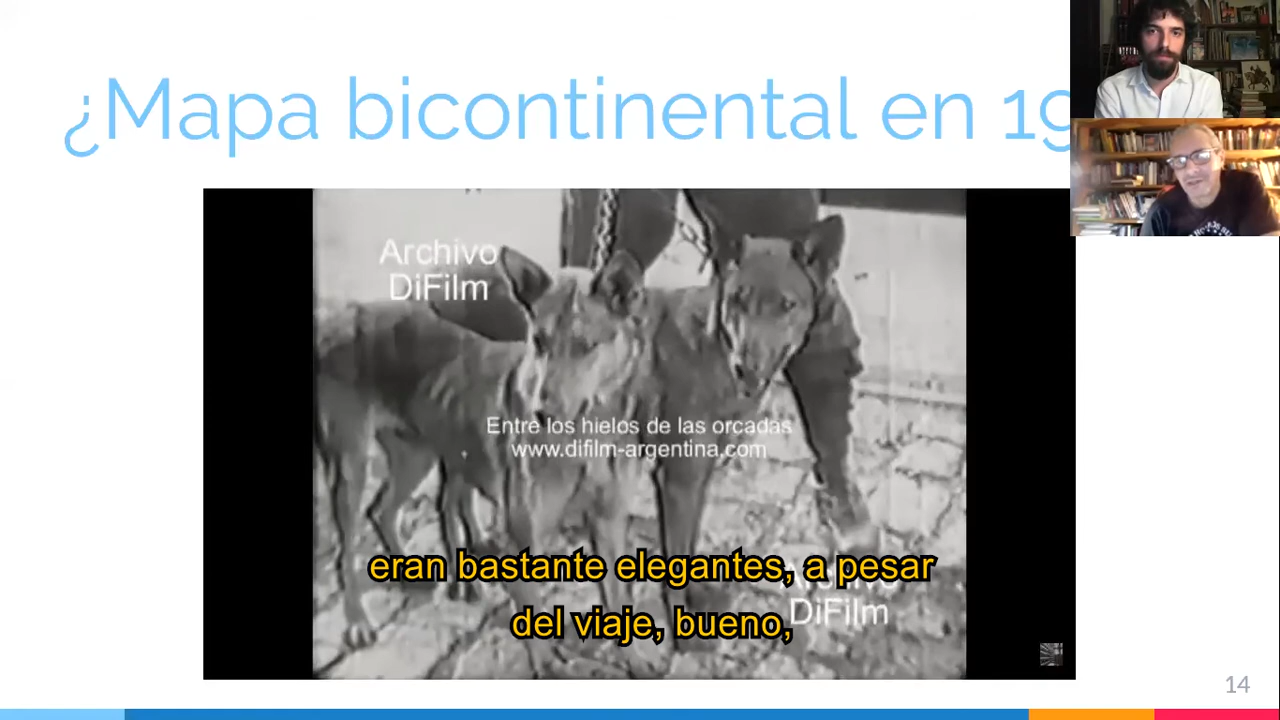 ¿Mapa bicontinental en 19
Archivo
DiFilm
Entre los hielos de las orcadas
www.difilm-argentina.com
eran bastante elegantes, a pesar
del viaje, bueno,
Archivo
DiFilm
14